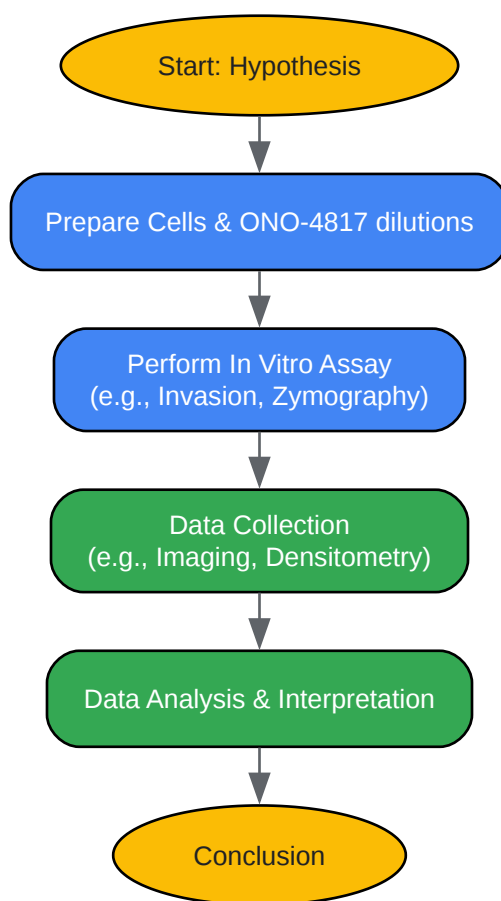 Start: Hypothesis
Prepare Cells & ONO-4817 dilutions
Perform In Vitro Assay
(e.g., Invasion, Zymography)
Data Collection
(e.g., Imaging, Densitometry)
Data Analysis & Interpretation
Conclusion